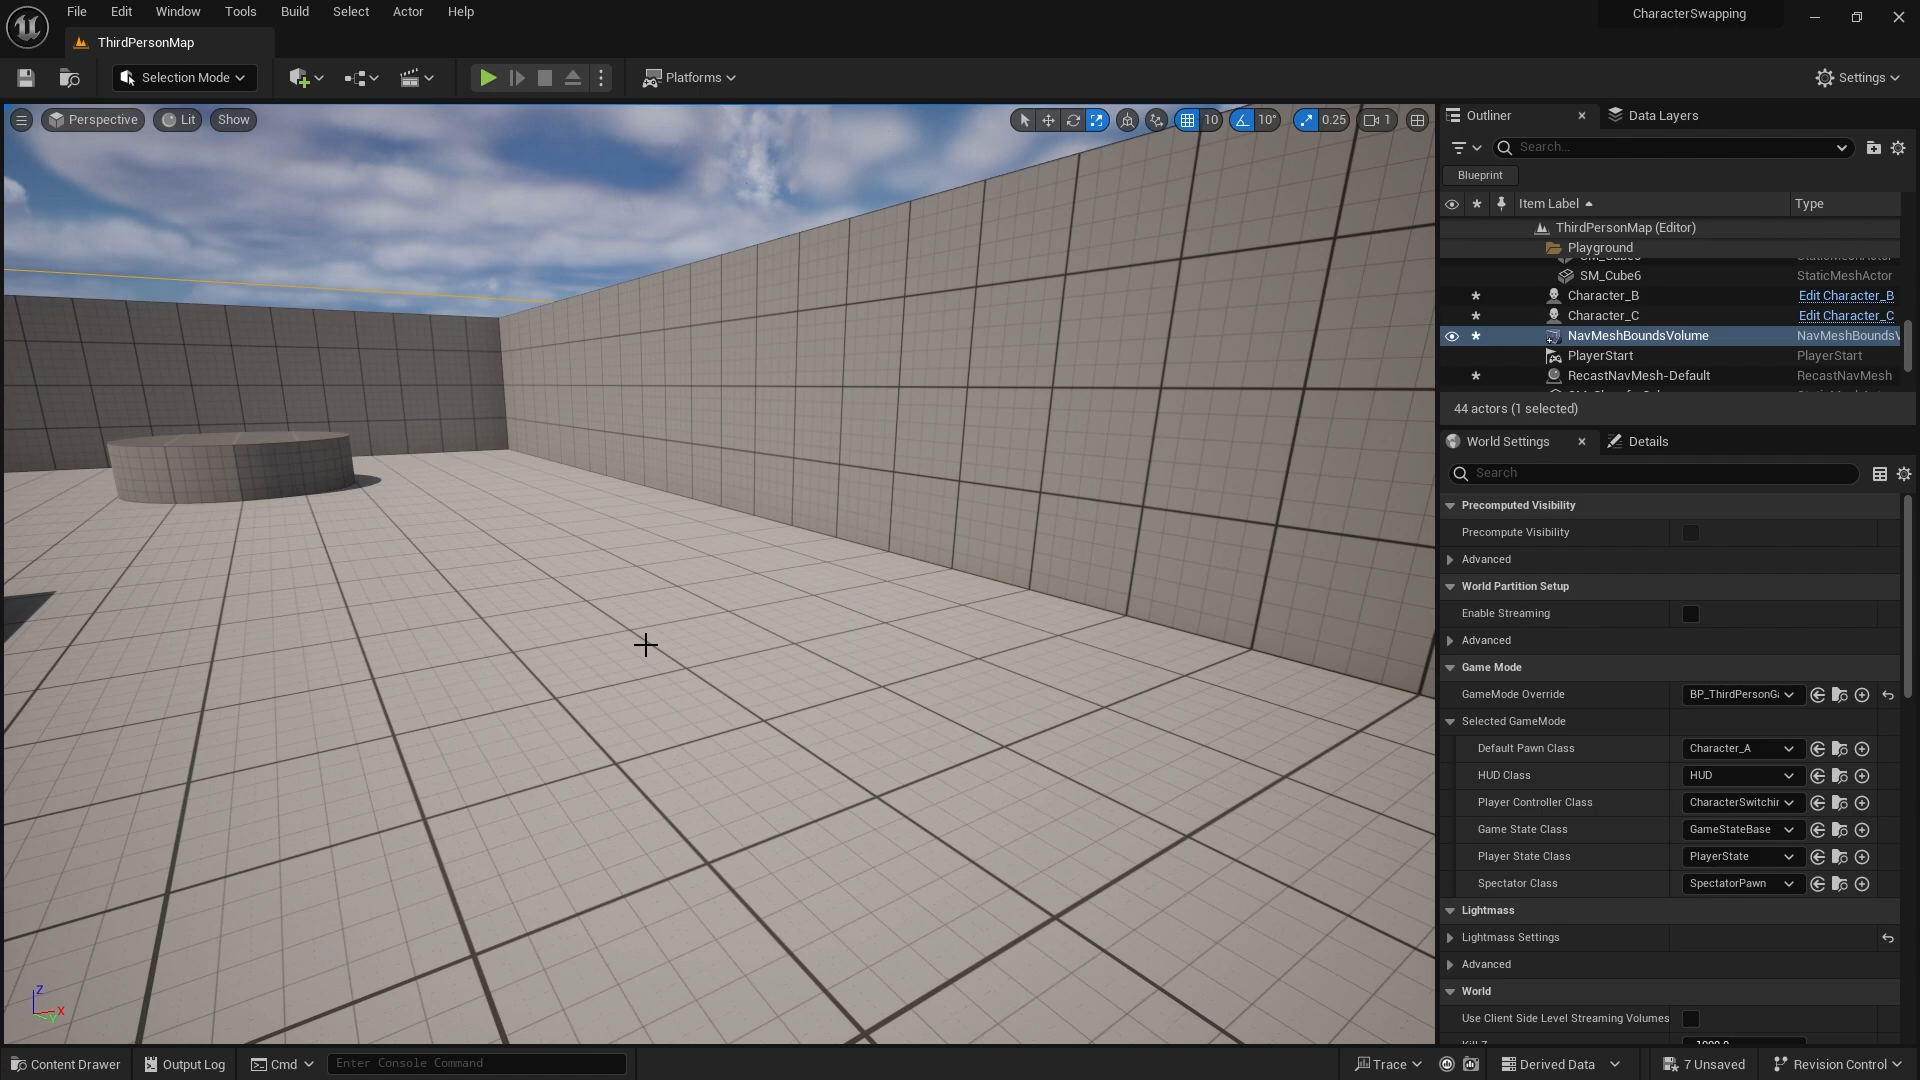 File Edit Window Tools Build Select Actor Help
CharacterSwapping
ThirdPersonMap
Selection Mode
Platforms
Settings
Perspective Lit Show
10 10° 0.25 1
Outliner
Data Layers
Search...
Blueprint
Item Label Type
ThirdPersonMap (Editor)
Playground
SM_Cube6 StaticMeshActor
Character_B Edit Character_B
Character_C Edit Character_C
NavMeshBoundsVolume NavMeshBoundsV
PlayerStart PlayerStart
RecastNavMesh-Default RecastNavMesh
44 actors (1 selected)
World Settings
Details
Search
Precomputed Visibility
Precompute Visibility
Advanced
World Partition Setup
Enable Streaming
Advanced
Game Mode
GameMode Override BP_ThirdPersonGa
Selected GameMode
Default Pawn Class Character_A
HUD Class HUD
Player Controller Class CharacterSwitchin
Game State Class GameStateBase
Player State Class PlayerState
Spectator Class SpectatorPawn
Lightmass
Lightmass Settings
Advanced
World
Use Client Side Level Streaming Volumes
Z
X
Y
Content Drawer
Output Log
Cmd
Enter Console Command
Trace
Derived Data
7 Unsaved
Revision Control